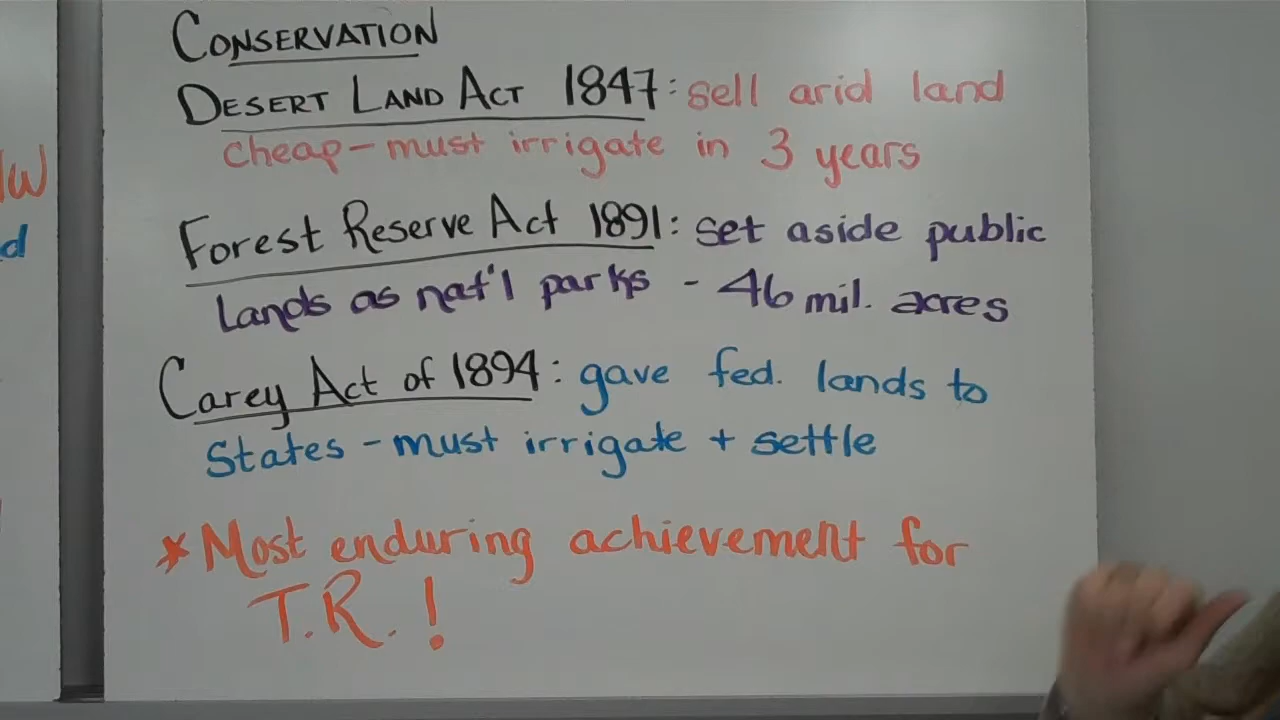 CONSERVATION
DESERT LAND ACT 1847: sell arid land
cheap - must irrigate in 3 years
Forest Reserve Act 1891: set aside public
lands as nat'l parks - 46 mil. acres
Carey Act of 1894: gave fed. lands to
States - must irrigate + settle
* Most enduring achievement for
T.R.!
W
d